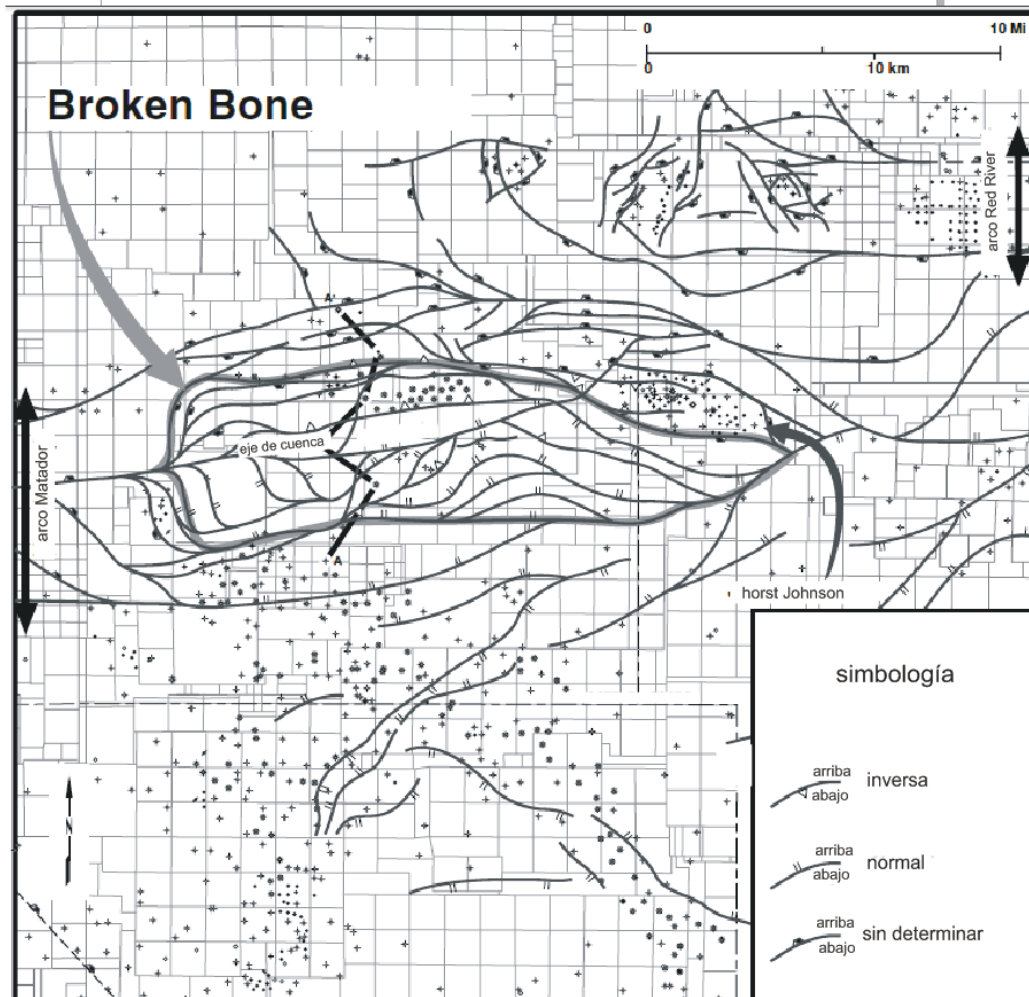 0 10 Mi
0 10 km
Broken Bone
arco Red River
A'
eje de cuenca
arco Matador
A
horst Johnson
simbología
arriba
abajo
inversa
arriba
abajo
normal
arriba
abajo
sin determinar
N